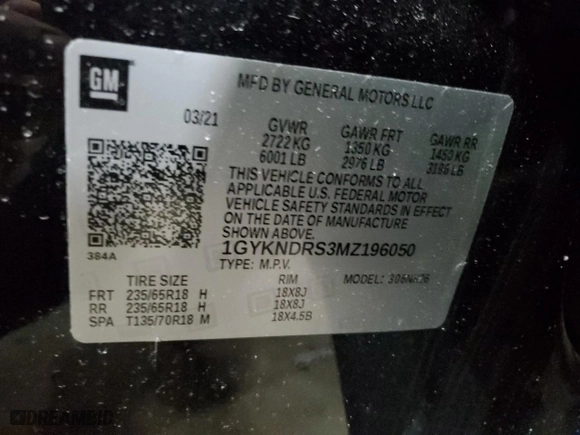 GM
MFD BY GENERAL MOTORS LLC
03/21
GVWR GAWR FRT GAWR RR
2722 KG 1350 KG 1450 KG
6001 LB 2976 LB 3196 LB
THIS VEHICLE CONFORMS TO ALL
APPLICABLE U.S. FEDERAL MOTOR
VEHICLE SAFETY STANDARDS IN EFFECT
ON THE DATE OF MANUFACTURE
SHOWN ABOVE.
1GYKNDRS3MZ196050
384A
TYPE: M.P.V. MODEL:
TIRE SIZE RIM
FRT 235/65R18 H 18X8J
RR 235/65R18 H 18X8J
SPA T135/70R18 M 18X4.5B
DREAMBID